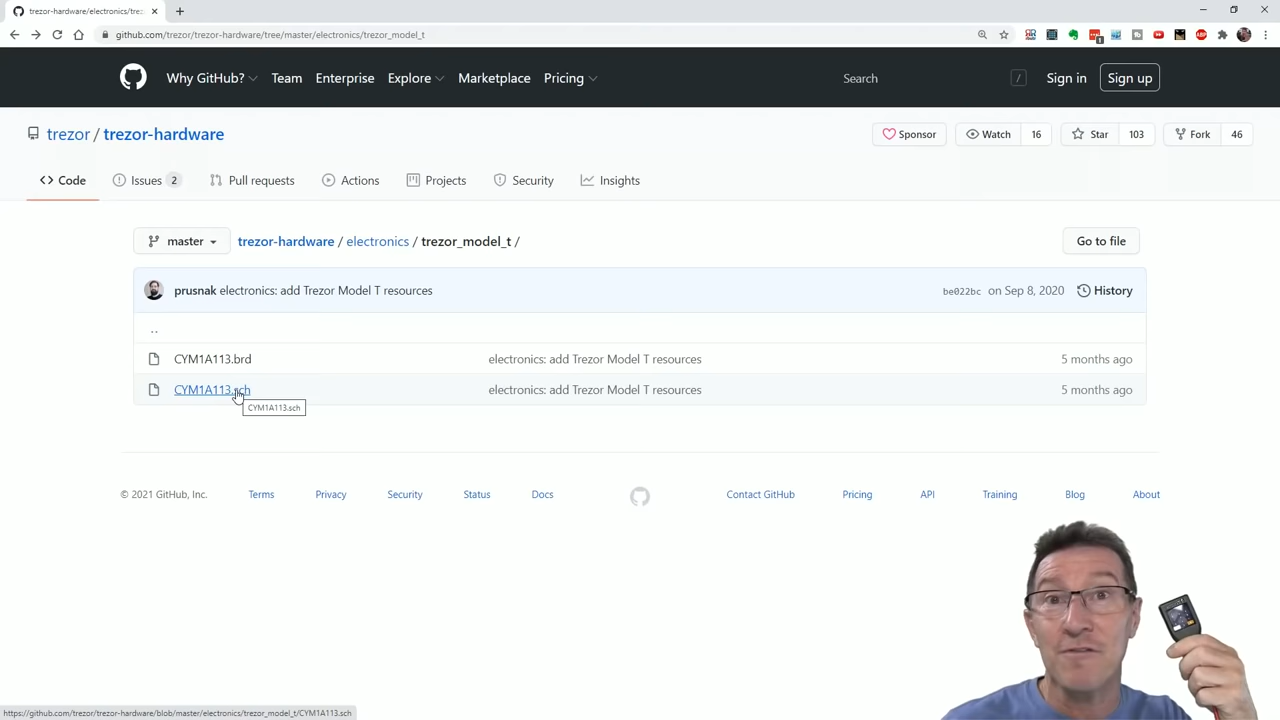 trezor-hardware/electronics/trez
github.com/trezor/trezor-hardware/tree/master/electronics/trezor_model_t
Why GitHub? Team Enterprise Explore Marketplace Pricing Search / Sign in Sign up
trezor / trezor-hardware Sponsor Watch 16 Star 103 Fork 46
<> Code Issues 2 Pull requests Actions Projects Security Insights
master trezor-hardware / electronics / trezor_model_t / Go to file
prusnak electronics: add Trezor Model T resources be022bc on Sep 8, 2020 History
..
CYM1A113.brd electronics: add Trezor Model T resources 5 months ago
CYM1A113.sch electronics: add Trezor Model T resources 5 months ago
CYM1A113.sch
© 2021 GitHub, Inc. Terms Privacy Security Status Docs Contact GitHub Pricing API Training Blog About
https://github.com/trezor/trezor-hardware/blob/master/electronics/trezor_model_t/CYM1A113.sch